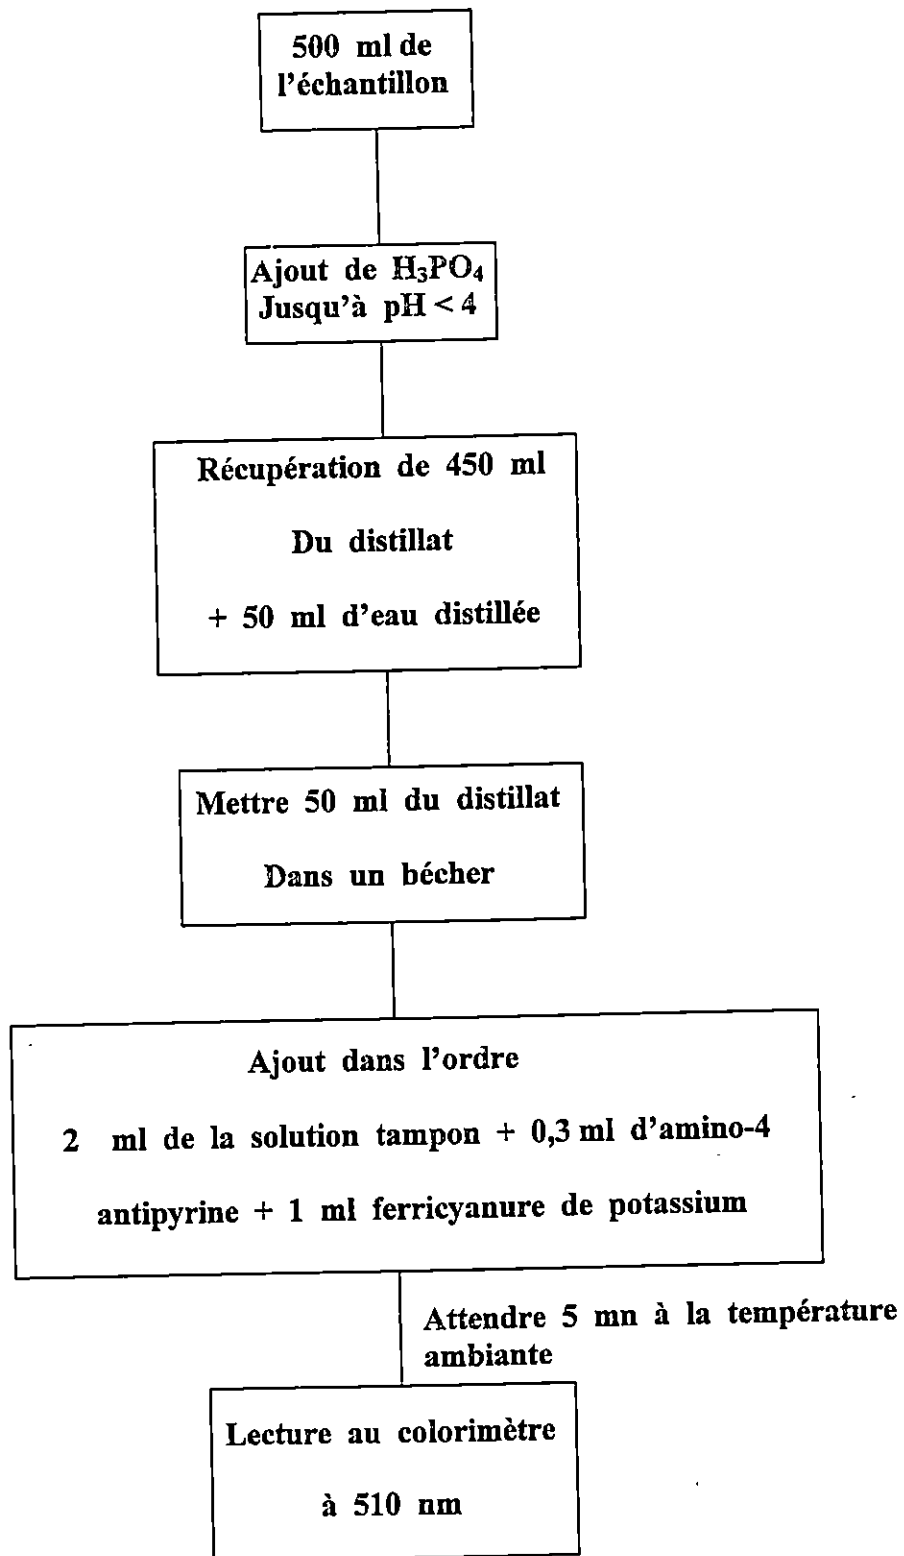 500 ml de
l'échantillon
Ajout de H₃PO₄
Jusqu'à pH < 4
Récupération de 450 ml
Du distillat
+ 50 ml d'eau distillée
Mettre 50 ml du distillat
Dans un bécher
Ajout dans l'ordre
2 ml de la solution tampon + 0,3 ml d'amino-4
antipyrine + 1 ml ferricyanure de potassium
Attendre 5 mn à la température
ambiante
Lecture au colorimètre
à 510 nm